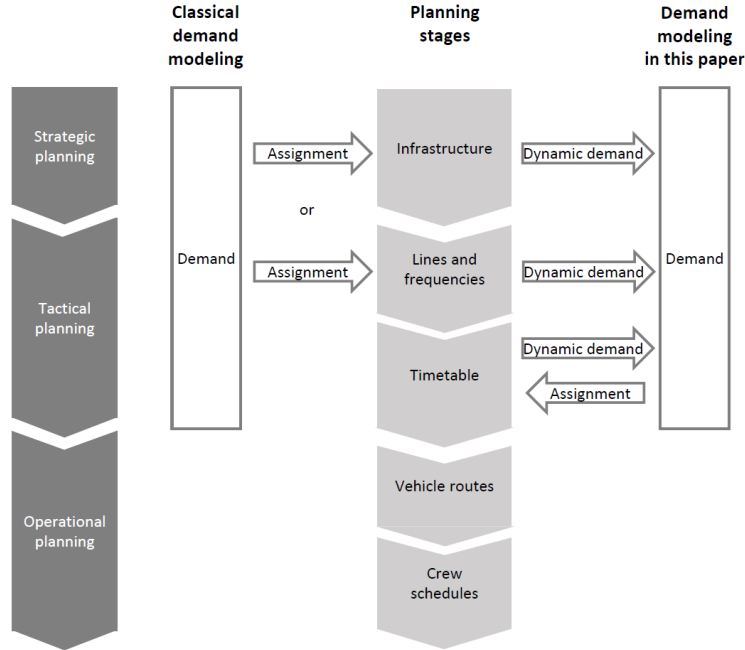 Classical
demand
modeling
Planning
stages
Demand
modeling
in this paper
Strategic
planning
Assignment
Infrastructure
Dynamic demand
or
Tactical
planning
Demand
Assignment
Lines and
frequencies
Dynamic demand
Demand
Timetable
Dynamic demand
Assignment
Operational
planning
Vehicle routes
Crew
schedules